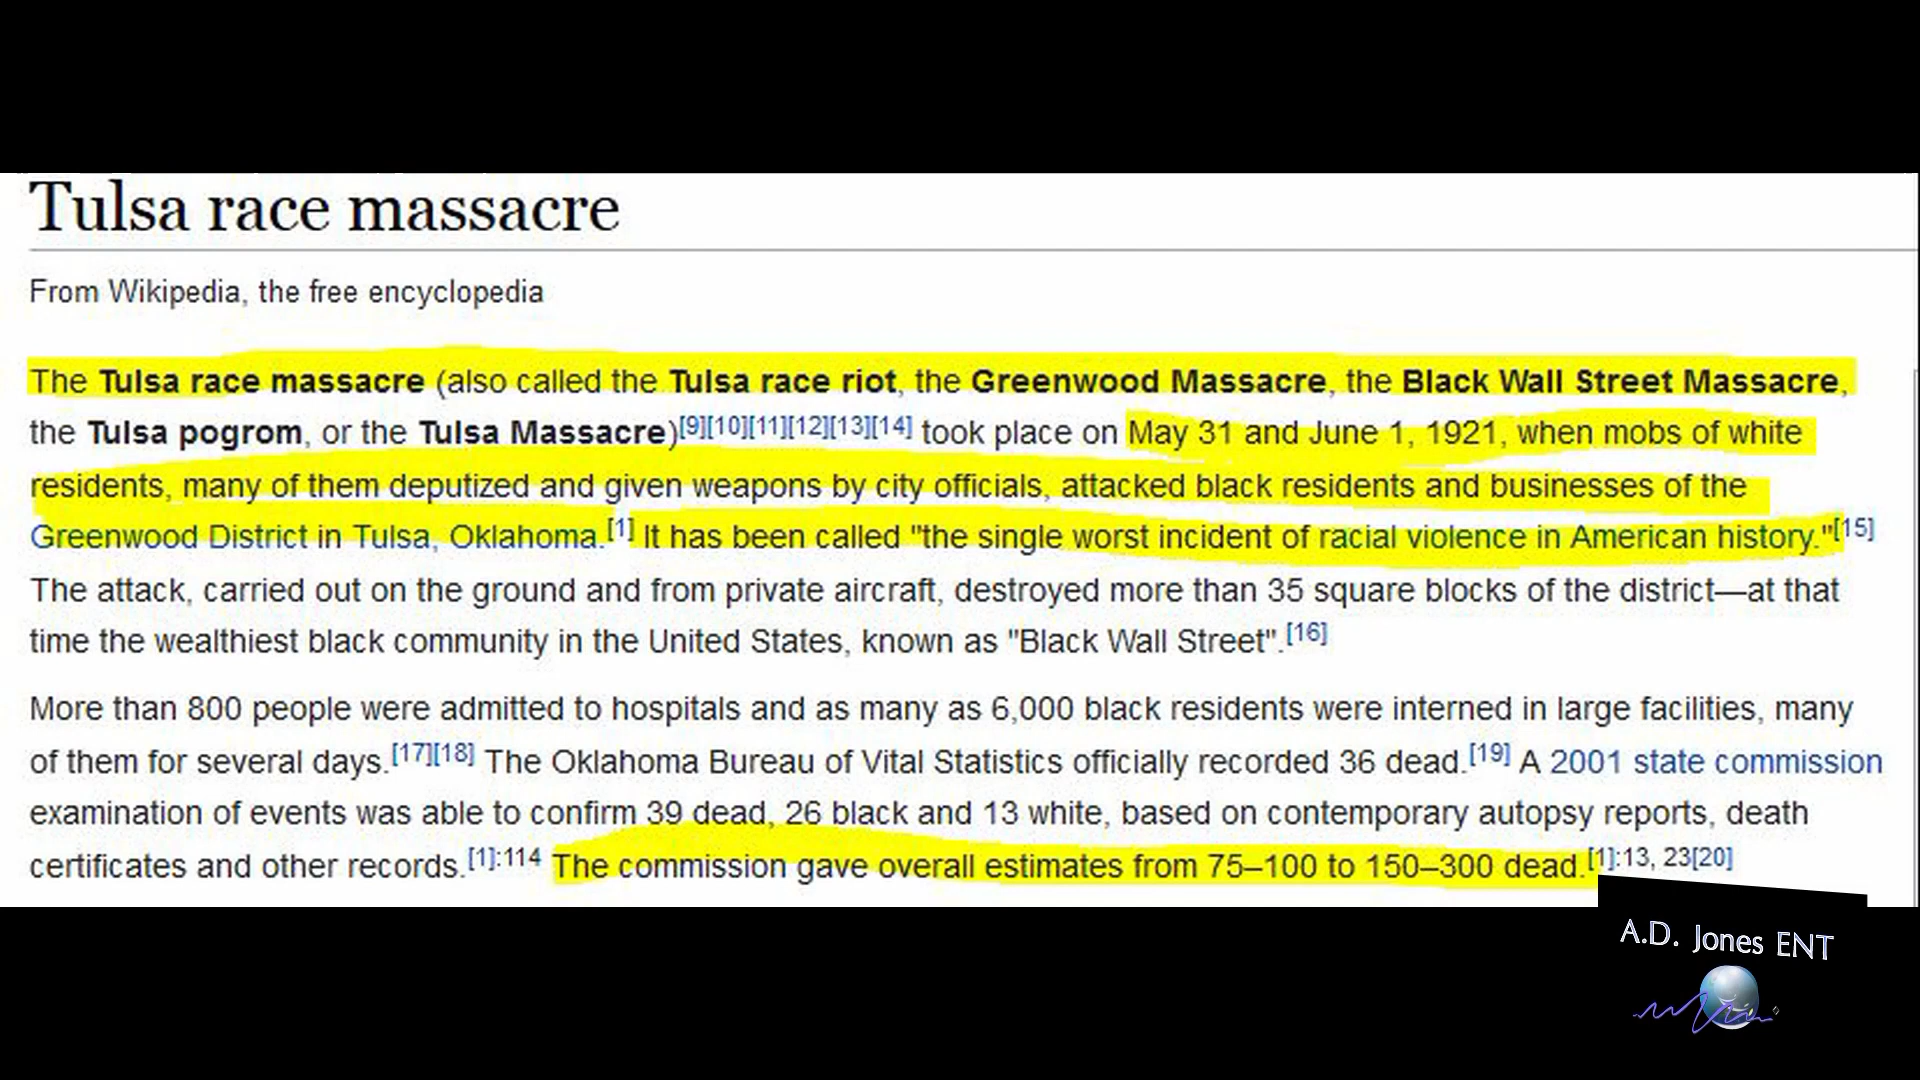 Tulsa race massacre
From Wikipedia, the free encyclopedia
The Tulsa race massacre (also called the Tulsa race riot, the Greenwood Massacre, the Black Wall Street Massacre,
the Tulsa pogrom, or the Tulsa Massacre)[9][10][11][12][13][14] took place on May 31 and June 1, 1921, when mobs of white
residents, many of them deputized and given weapons by city officials, attacked black residents and businesses of the
Greenwood District in Tulsa, Oklahoma.[1] It has been called "the single worst incident of racial violence in American history."[15]
The attack, carried out on the ground and from private aircraft, destroyed more than 35 square blocks of the district—at that
time the wealthiest black community in the United States, known as "Black Wall Street".[16]
More than 800 people were admitted to hospitals and as many as 6,000 black residents were interned in large facilities, many
of them for several days.[17][18] The Oklahoma Bureau of Vital Statistics officially recorded 36 dead.[19] A 2001 state commission
examination of events was able to confirm 39 dead, 26 black and 13 white, based on contemporary autopsy reports, death
certificates and other records.[1]:114 The commission gave overall estimates from 75–100 to 150–300 dead.[1]:13, 23[20]
A.D. Jones ENT